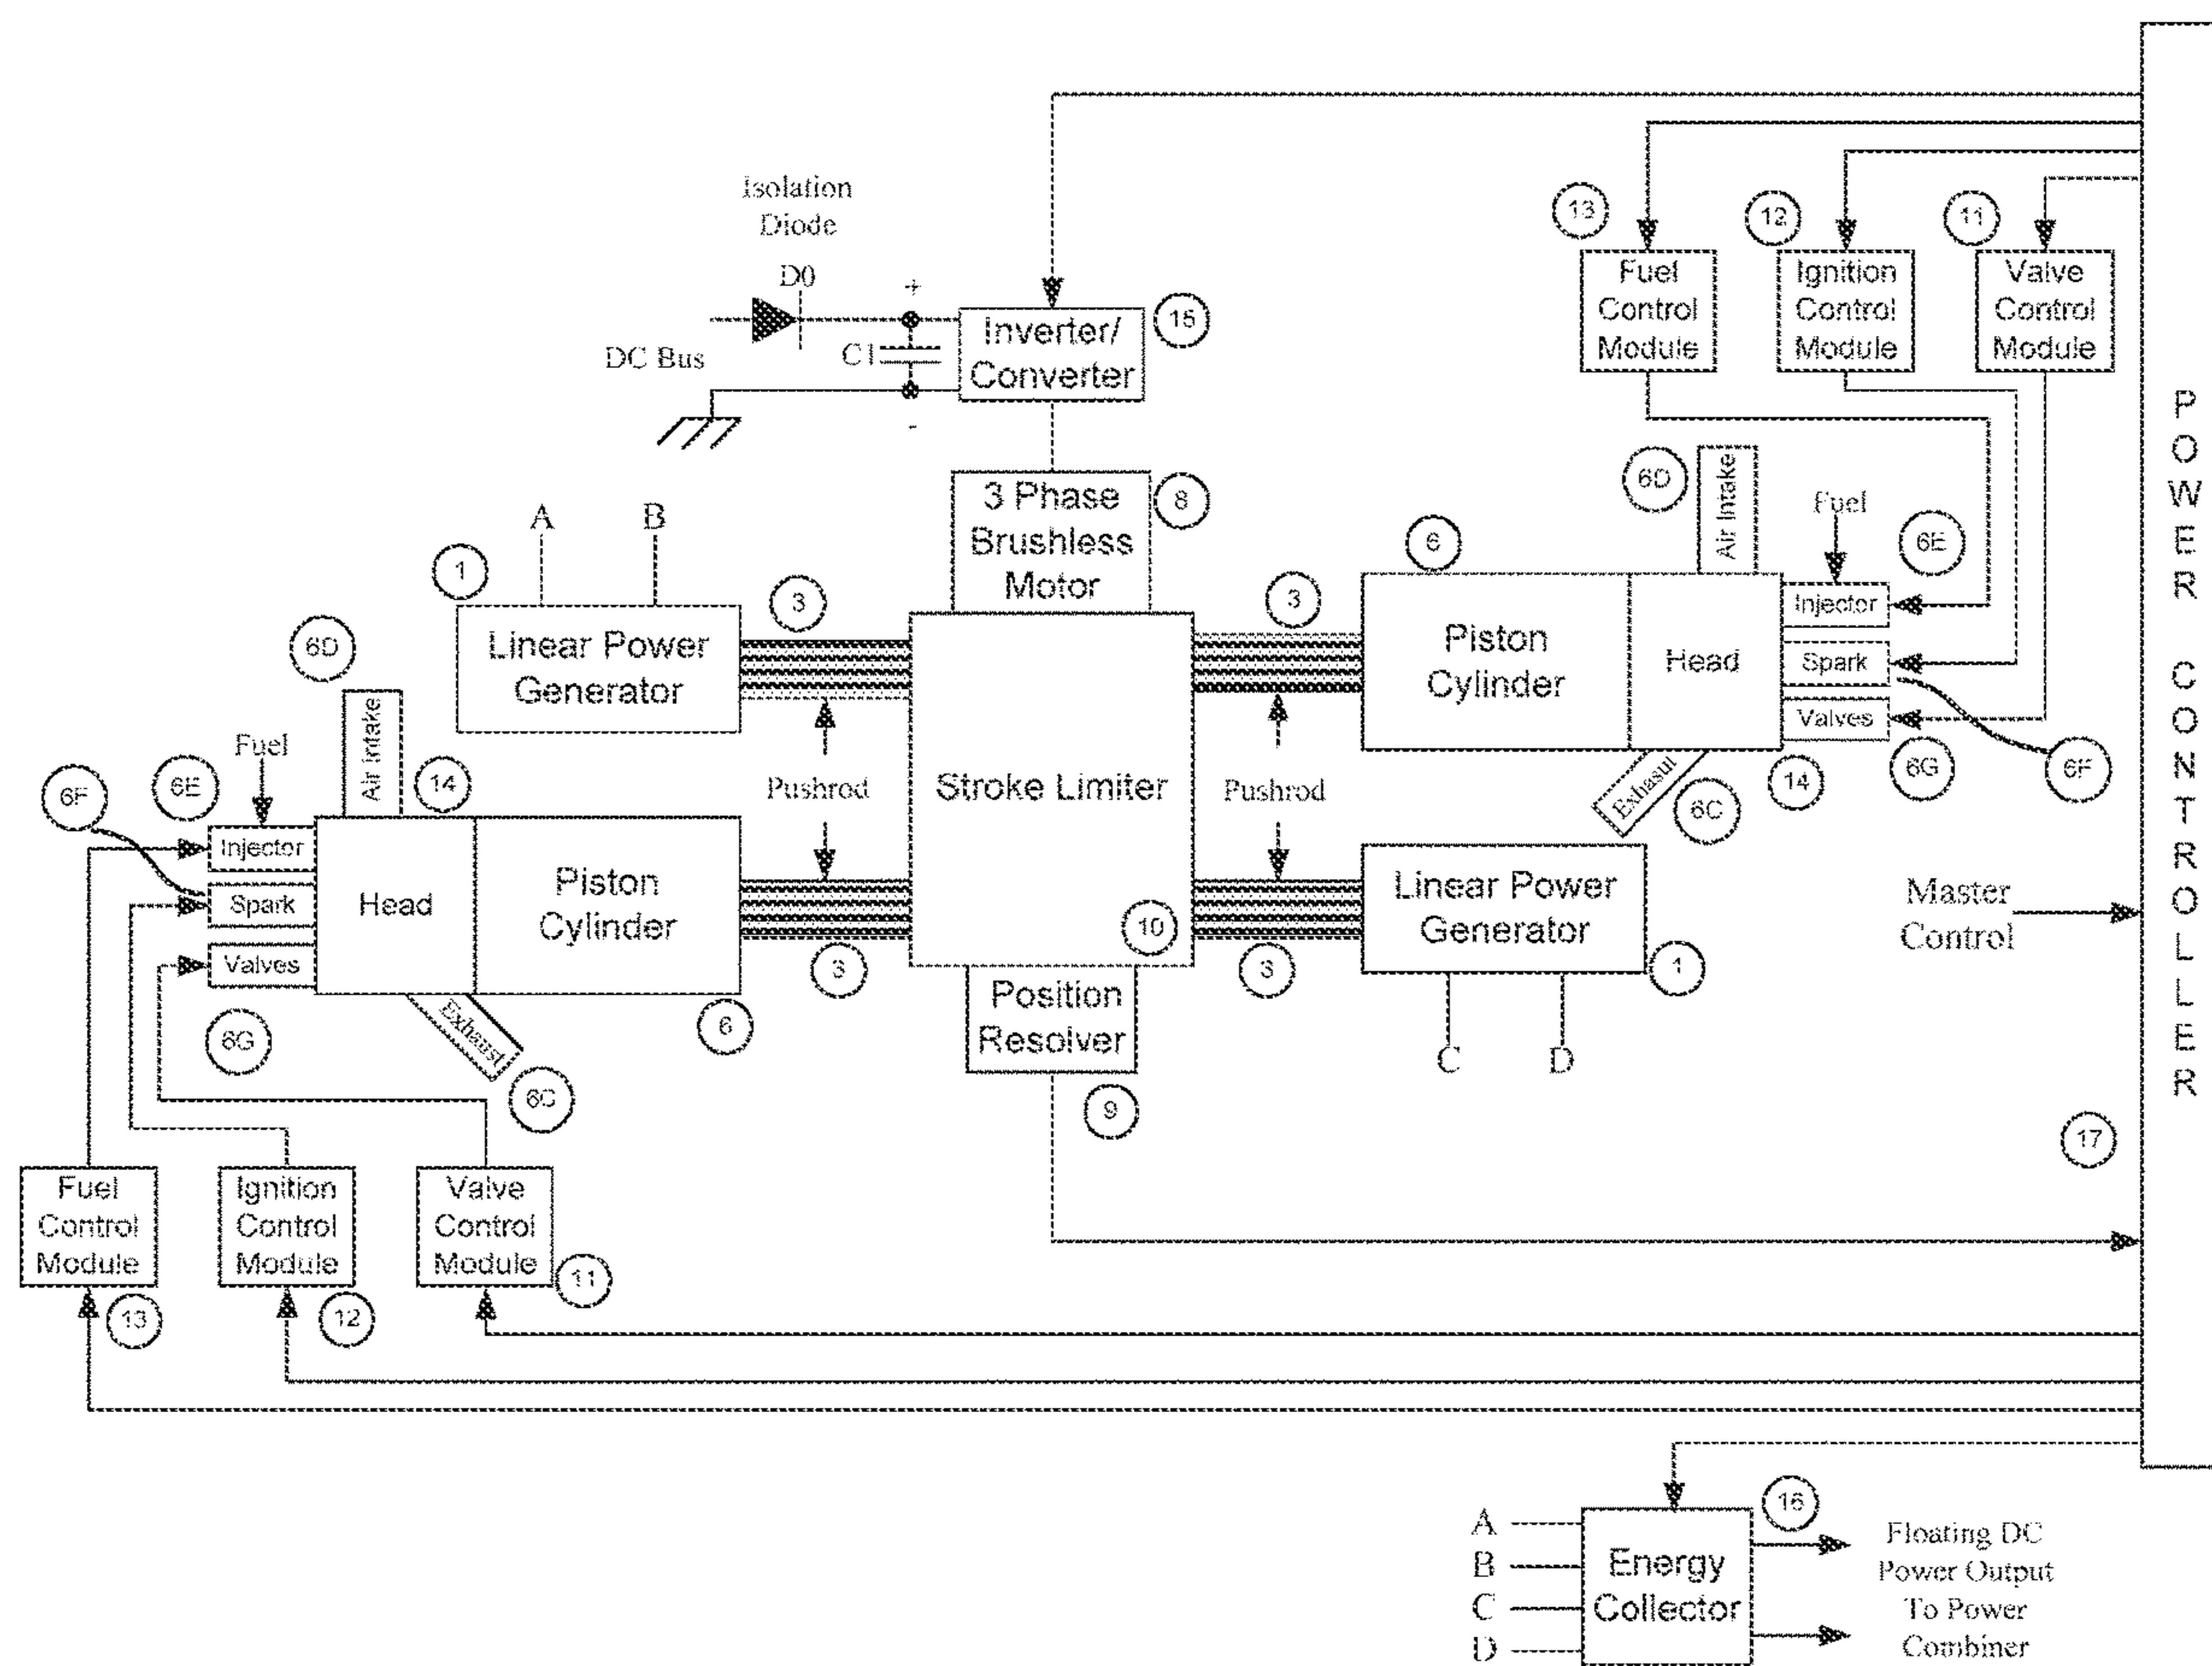 Isolation
Diode
D0
+
DC Bus
C1
-
Inverter/
Converter
15
13
12
11
Fuel
Control
Module
Ignition
Control
Module
Valve
Control
Module
3 Phase
Brushless
Motor
8
A
B
1
Linear Power
Generator
3
3
6
6D
Air Intake
Fuel
6E
Piston
Cylinder
Head
Injector
Spark
Valves
6G
6F
14
Exhasut
6C
6D
Air Intake
14
Fuel
6E
6F
Injector
Spark
Valves
6G
Head
Piston
Cylinder
6
Exhaust
6C
Pushrod
Stroke Limiter
10
Pushrod
3
3
Linear Power
Generator
1
C
D
Position
Resolver
9
Master
Control
POWER CONTROLLER
17
Fuel
Control
Module
13
Ignition
Control
Module
12
Valve
Control
Module
11
A
B
C
D
Energy
Collector
16
Floating DC
Power Output
To Power
Combiner